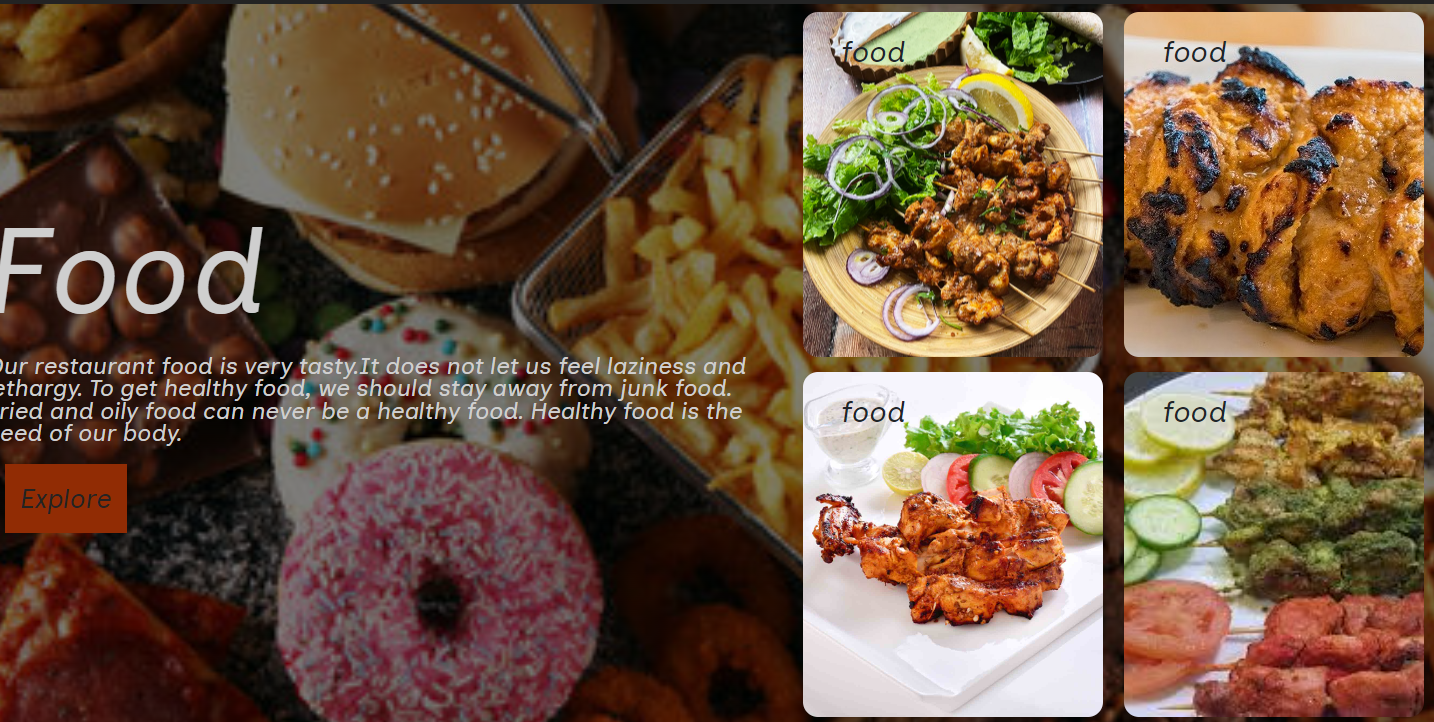 Food
Our restaurant food is very tasty.It does not let us feel laziness and
ethargy. To get healthy food, we should stay away from junk food.
ried and oily food can never be a healthy food. Healthy food is the
eed of our body.
Explore
food
food
food
food